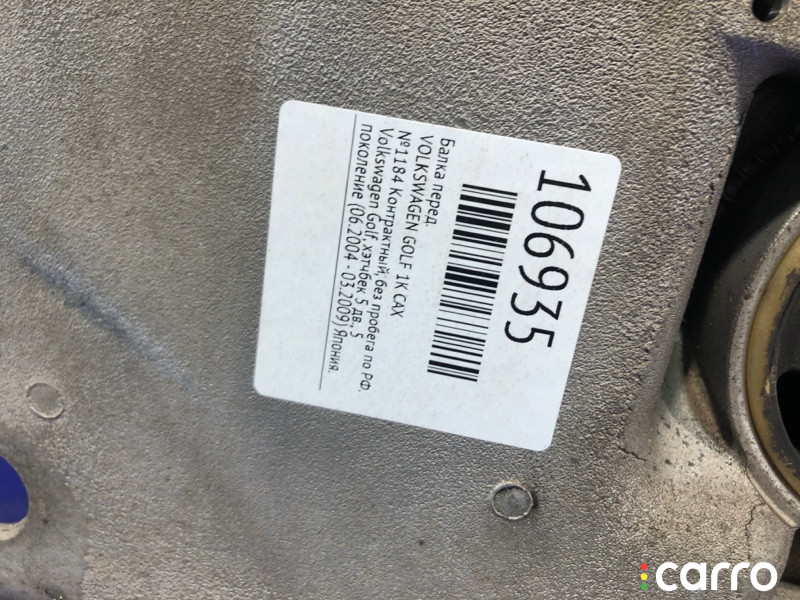 106935
Балка перед.
VOLKSWAGEN GOLF 1K CAX
№1184 Контрактный, без пробега по РФ.
Volkswagen Golf, хэтчбек 5 дв., 5
поколение (06.2004 - 03.2009) Япония.
carro